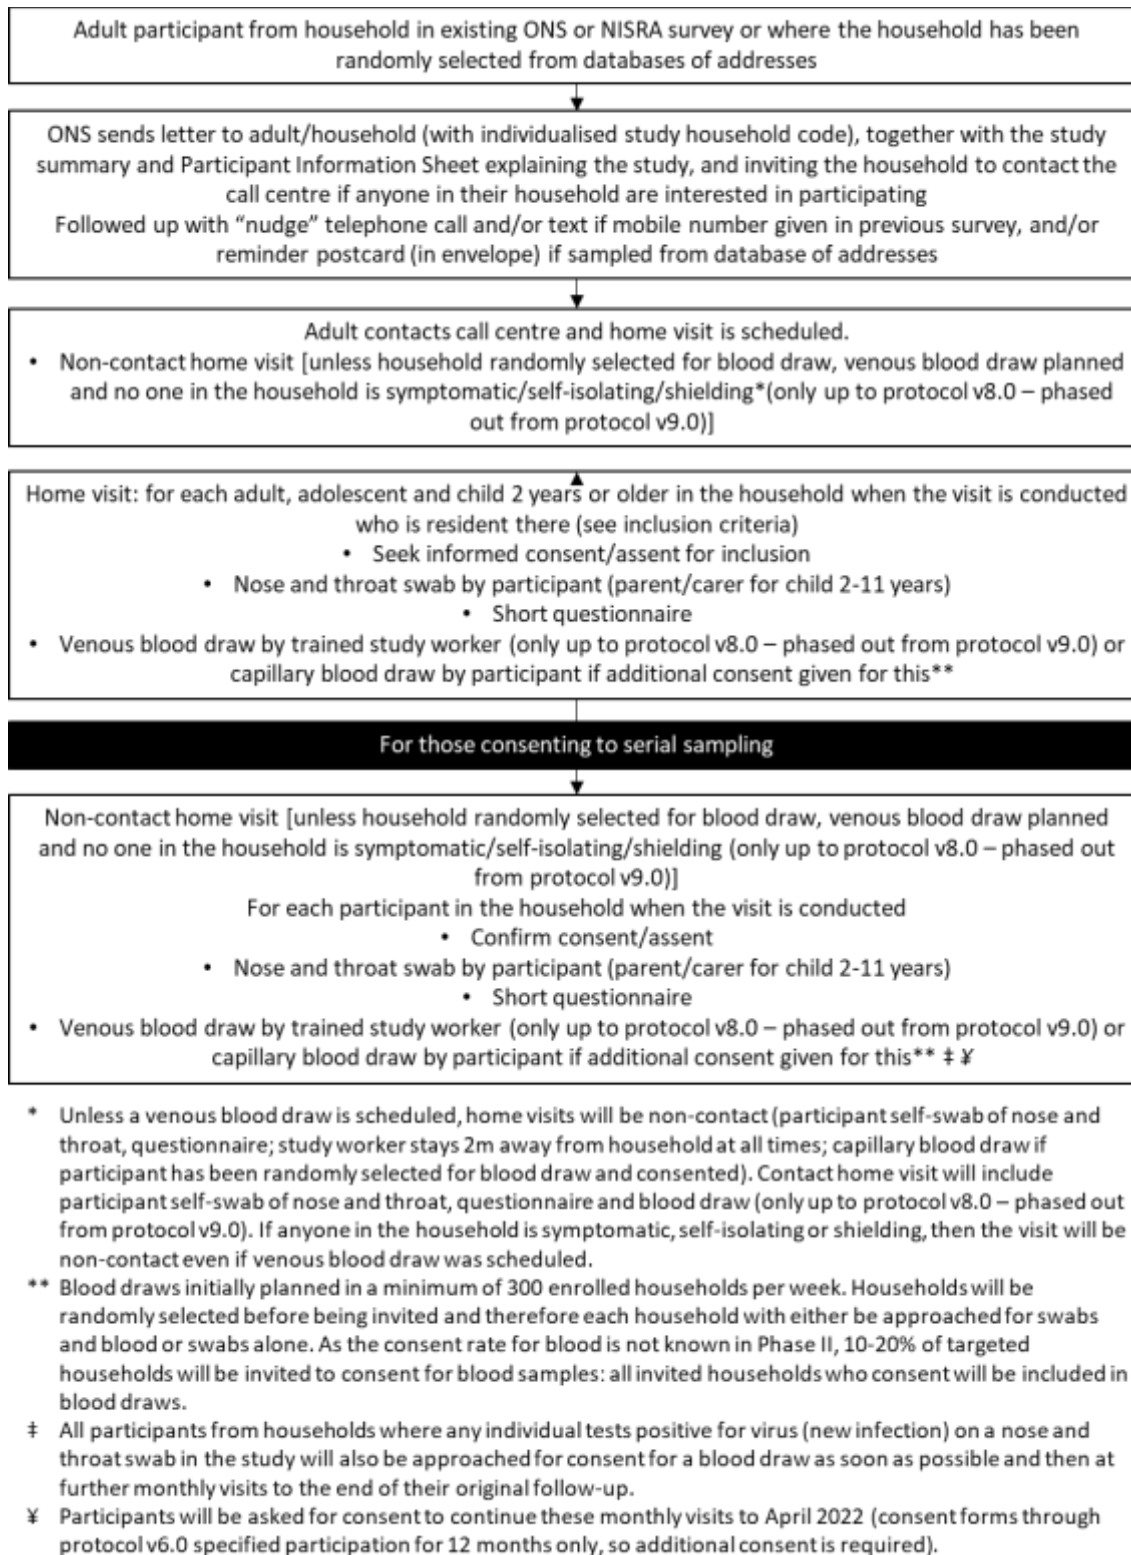 Adult participant from household in existing ONS or NISRA survey or where the household has been
randomly selected from databases of addresses
ONS sends letter to adult/household (with individualised study household code), together with the study
summary and Participant Information Sheet explaining the study, and inviting the household to contact the
call centre if anyone in their household are interested in participating
Followed up with “nudge” telephone call and/or text if mobile number given in previous survey, and/or
reminder postcard (in envelope) if sampled from database of addresses
Adult contacts call centre and home visit is scheduled.
• Non-contact home visit [unless household randomly selected for blood draw, venous blood draw planned
and no one in the household is symptomatic/self-isolating/shielding*(only up to protocol v8.0 – phased
out from protocol v9.0)]
Home visit: for each adult, adolescent and child 2 years or older in the household when the visit is conducted
who is resident there (see inclusion criteria)
• Seek informed consent/assent for inclusion
• Nose and throat swab by participant (parent/carer for child 2-11 years)
• Short questionnaire
• Venous blood draw by trained study worker (only up to protocol v8.0 – phased out from protocol v9.0) or
capillary blood draw by participant if additional consent given for this**
For those consenting to serial sampling
Non-contact home visit [unless household randomly selected for blood draw, venous blood draw planned
and no one in the household is symptomatic/self-isolating/shielding (only up to protocol v8.0 – phased out
from protocol v9.0)]
For each participant in the household when the visit is conducted
• Confirm consent/assent
• Nose and throat swab by participant (parent/carer for child 2-11 years)
• Short questionnaire
• Venous blood draw by trained study worker (only up to protocol v8.0 – phased out from protocol v9.0) or
capillary blood draw by participant if additional consent given for this** ‡ ¥
* Unless a venous blood draw is scheduled, home visits will be non-contact (participant self-swab of nose and
throat, questionnaire; study worker stays 2m away from household at all times; capillary blood draw if
participant has been randomly selected for blood draw and consented). Contact home visit will include
participant self-swab of nose and throat, questionnaire and blood draw (only up to protocol v8.0 – phased out
from protocol v9.0). If anyone in the household is symptomatic, self-isolating or shielding, then the visit will be
non-contact even if venous blood draw was scheduled.
** Blood draws initially planned in a minimum of 300 enrolled households per week. Households will be
randomly selected before being invited and therefore each household with either be approached for swabs
and blood or swabs alone. As the consent rate for blood is not known in Phase II, 10-20% of targeted
households will be invited to consent for blood samples: all invited households who consent will be included in
blood draws.
‡ All participants from households where any individual tests positive for virus (new infection) on a nose and
throat swab in the study will also be approached for consent for a blood draw as soon as possible and then at
further monthly visits to the end of their original follow-up.
¥ Participants will be asked for consent to continue these monthly visits to April 2022 (consent forms through
protocol v6.0 specified participation for 12 months only, so additional consent is required).